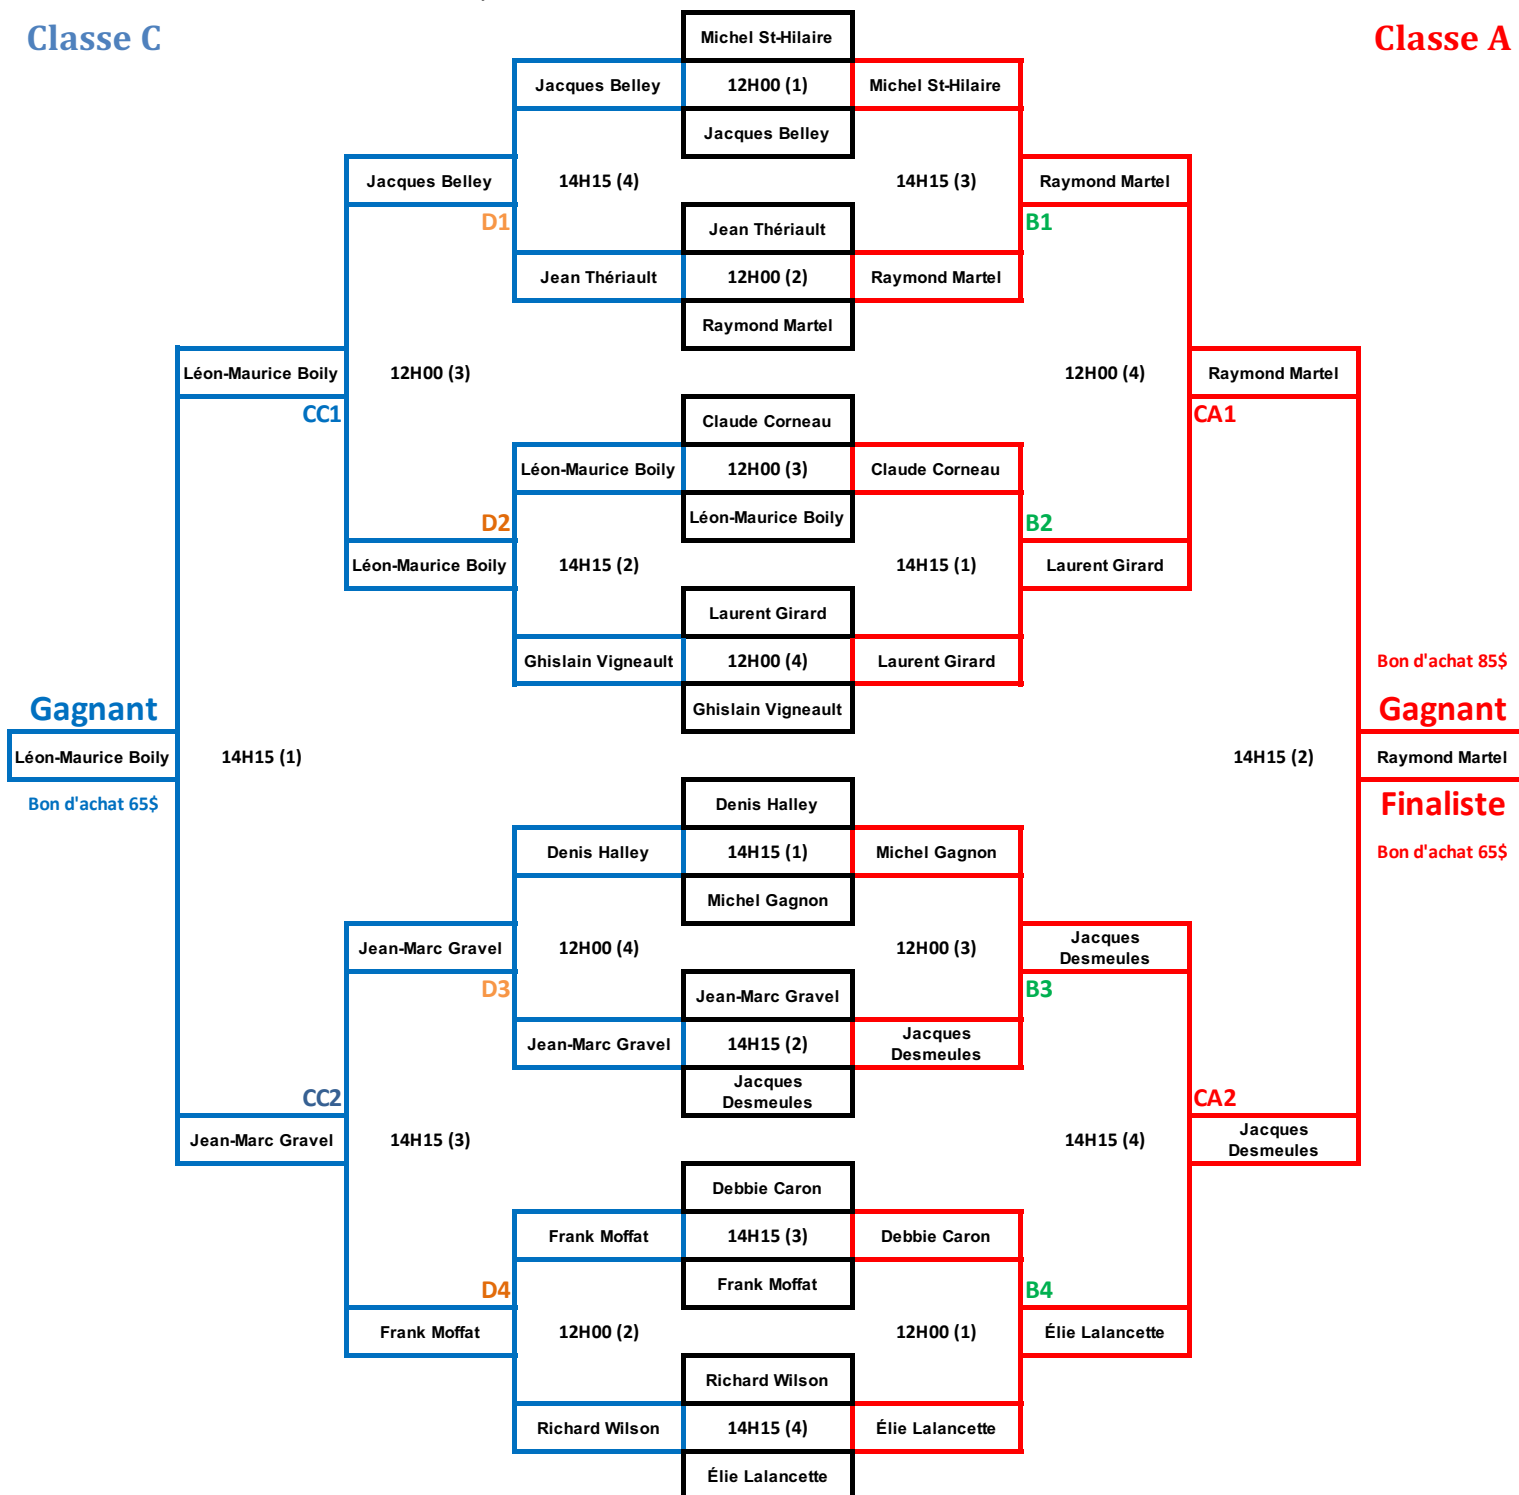 Michel St-Hilaire
Classe C
Classe A
Jacques Belley
12H00 (1)
Michel St-Hilaire
Jacques Belley
Jacques Belley
14H15 (4)
14H15 (3)
Raymond Martel
D1
Jean Thériault
B1
Jean Thériault
12H00 (2)
Raymond Martel
Raymond Martel
Léon-Maurice Boily
12H00 (3)
12H00 (4)
Raymond Martel
CC1
Claude Corneau
CA1
Léon-Maurice Boily
12H00 (3)
Claude Corneau
D2
Léon-Maurice Boily
B2
Léon-Maurice Boily
14H15 (2)
14H15 (1)
Laurent Girard
Laurent Girard
Ghislain Vigneault
12H00 (4)
Laurent Girard
Bon d'achat 85$
Gagnant
Ghislain Vigneault
Gagnant
Léon-Maurice Boily
14H15 (1)
14H15 (2)
Raymond Martel
Bon d'achat 65$
Denis Halley
Finaliste
Denis Halley
14H15 (1)
Michel Gagnon
Bon d'achat 65$
Michel Gagnon
Jean-Marc Gravel
12H00 (4)
12H00 (3)
Jacques
Desmeules
D3
Jean-Marc Gravel
B3
Jean-Marc Gravel
14H15 (2)
Jacques
Desmeules
Jacques
Desmeules
CC2
CA2
Jean-Marc Gravel
14H15 (3)
14H15 (4)
Jacques
Desmeules
Debbie Caron
Frank Moffat
14H15 (3)
Debbie Caron
D4
Frank Moffat
B4
Frank Moffat
12H00 (2)
12H00 (1)
Élie Lalancette
Richard Wilson
Richard Wilson
14H15 (4)
Élie Lalancette
Élie Lalancette